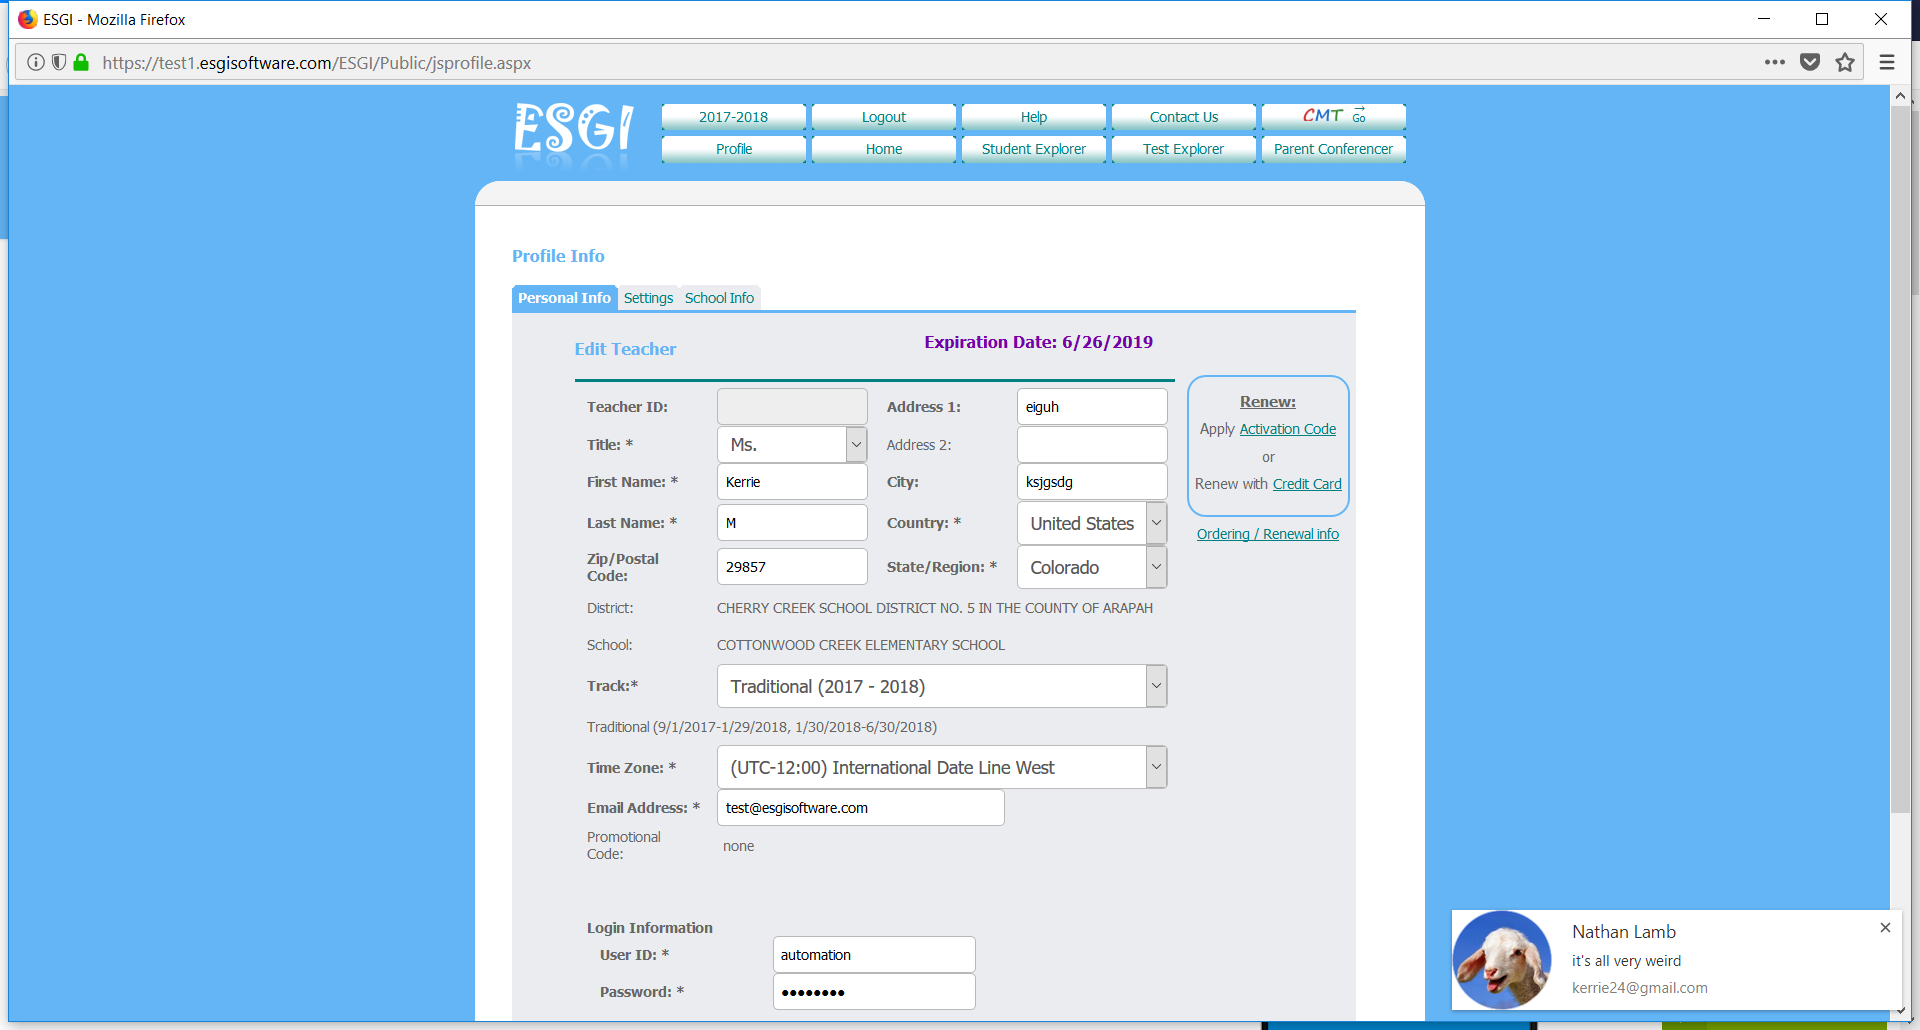 ESGI - Mozilla Firefox
https://test1.esgisoftware.com/ESGI/Public/jsprofile.aspx
ESGI
2017-2018 Logout Help Contact Us CMT → Go
Profile Home Student Explorer Test Explorer Parent Conferencer
Profile Info
Personal Info Settings School Info
Edit Teacher
Expiration Date: 6/26/2019
Teacher ID: Address 1: eiguh
Title: * Ms. Address 2:
First Name: * Kerrie City: ksjgsdg
Last Name: * M Country: * United States
Zip/Postal Code: 29857 State/Region: * Colorado
District: CHERRY CREEK SCHOOL DISTRICT NO. 5 IN THE COUNTY OF ARAPAH
School: COTTONWOOD CREEK ELEMENTARY SCHOOL
Track:* Traditional (2017 - 2018)
Traditional (9/1/2017-1/29/2018, 1/30/2018-6/30/2018)
Time Zone: * (UTC-12:00) International Date Line West
Email Address: * test@esgisoftware.com
Promotional Code: none
Login Information
User ID: * automation
Password: * ●●●●●●●●
Renew:
Apply Activation Code
or
Renew with Credit Card
Ordering / Renewal info
Nathan Lamb
it's all very weird
kerrie24@gmail.com